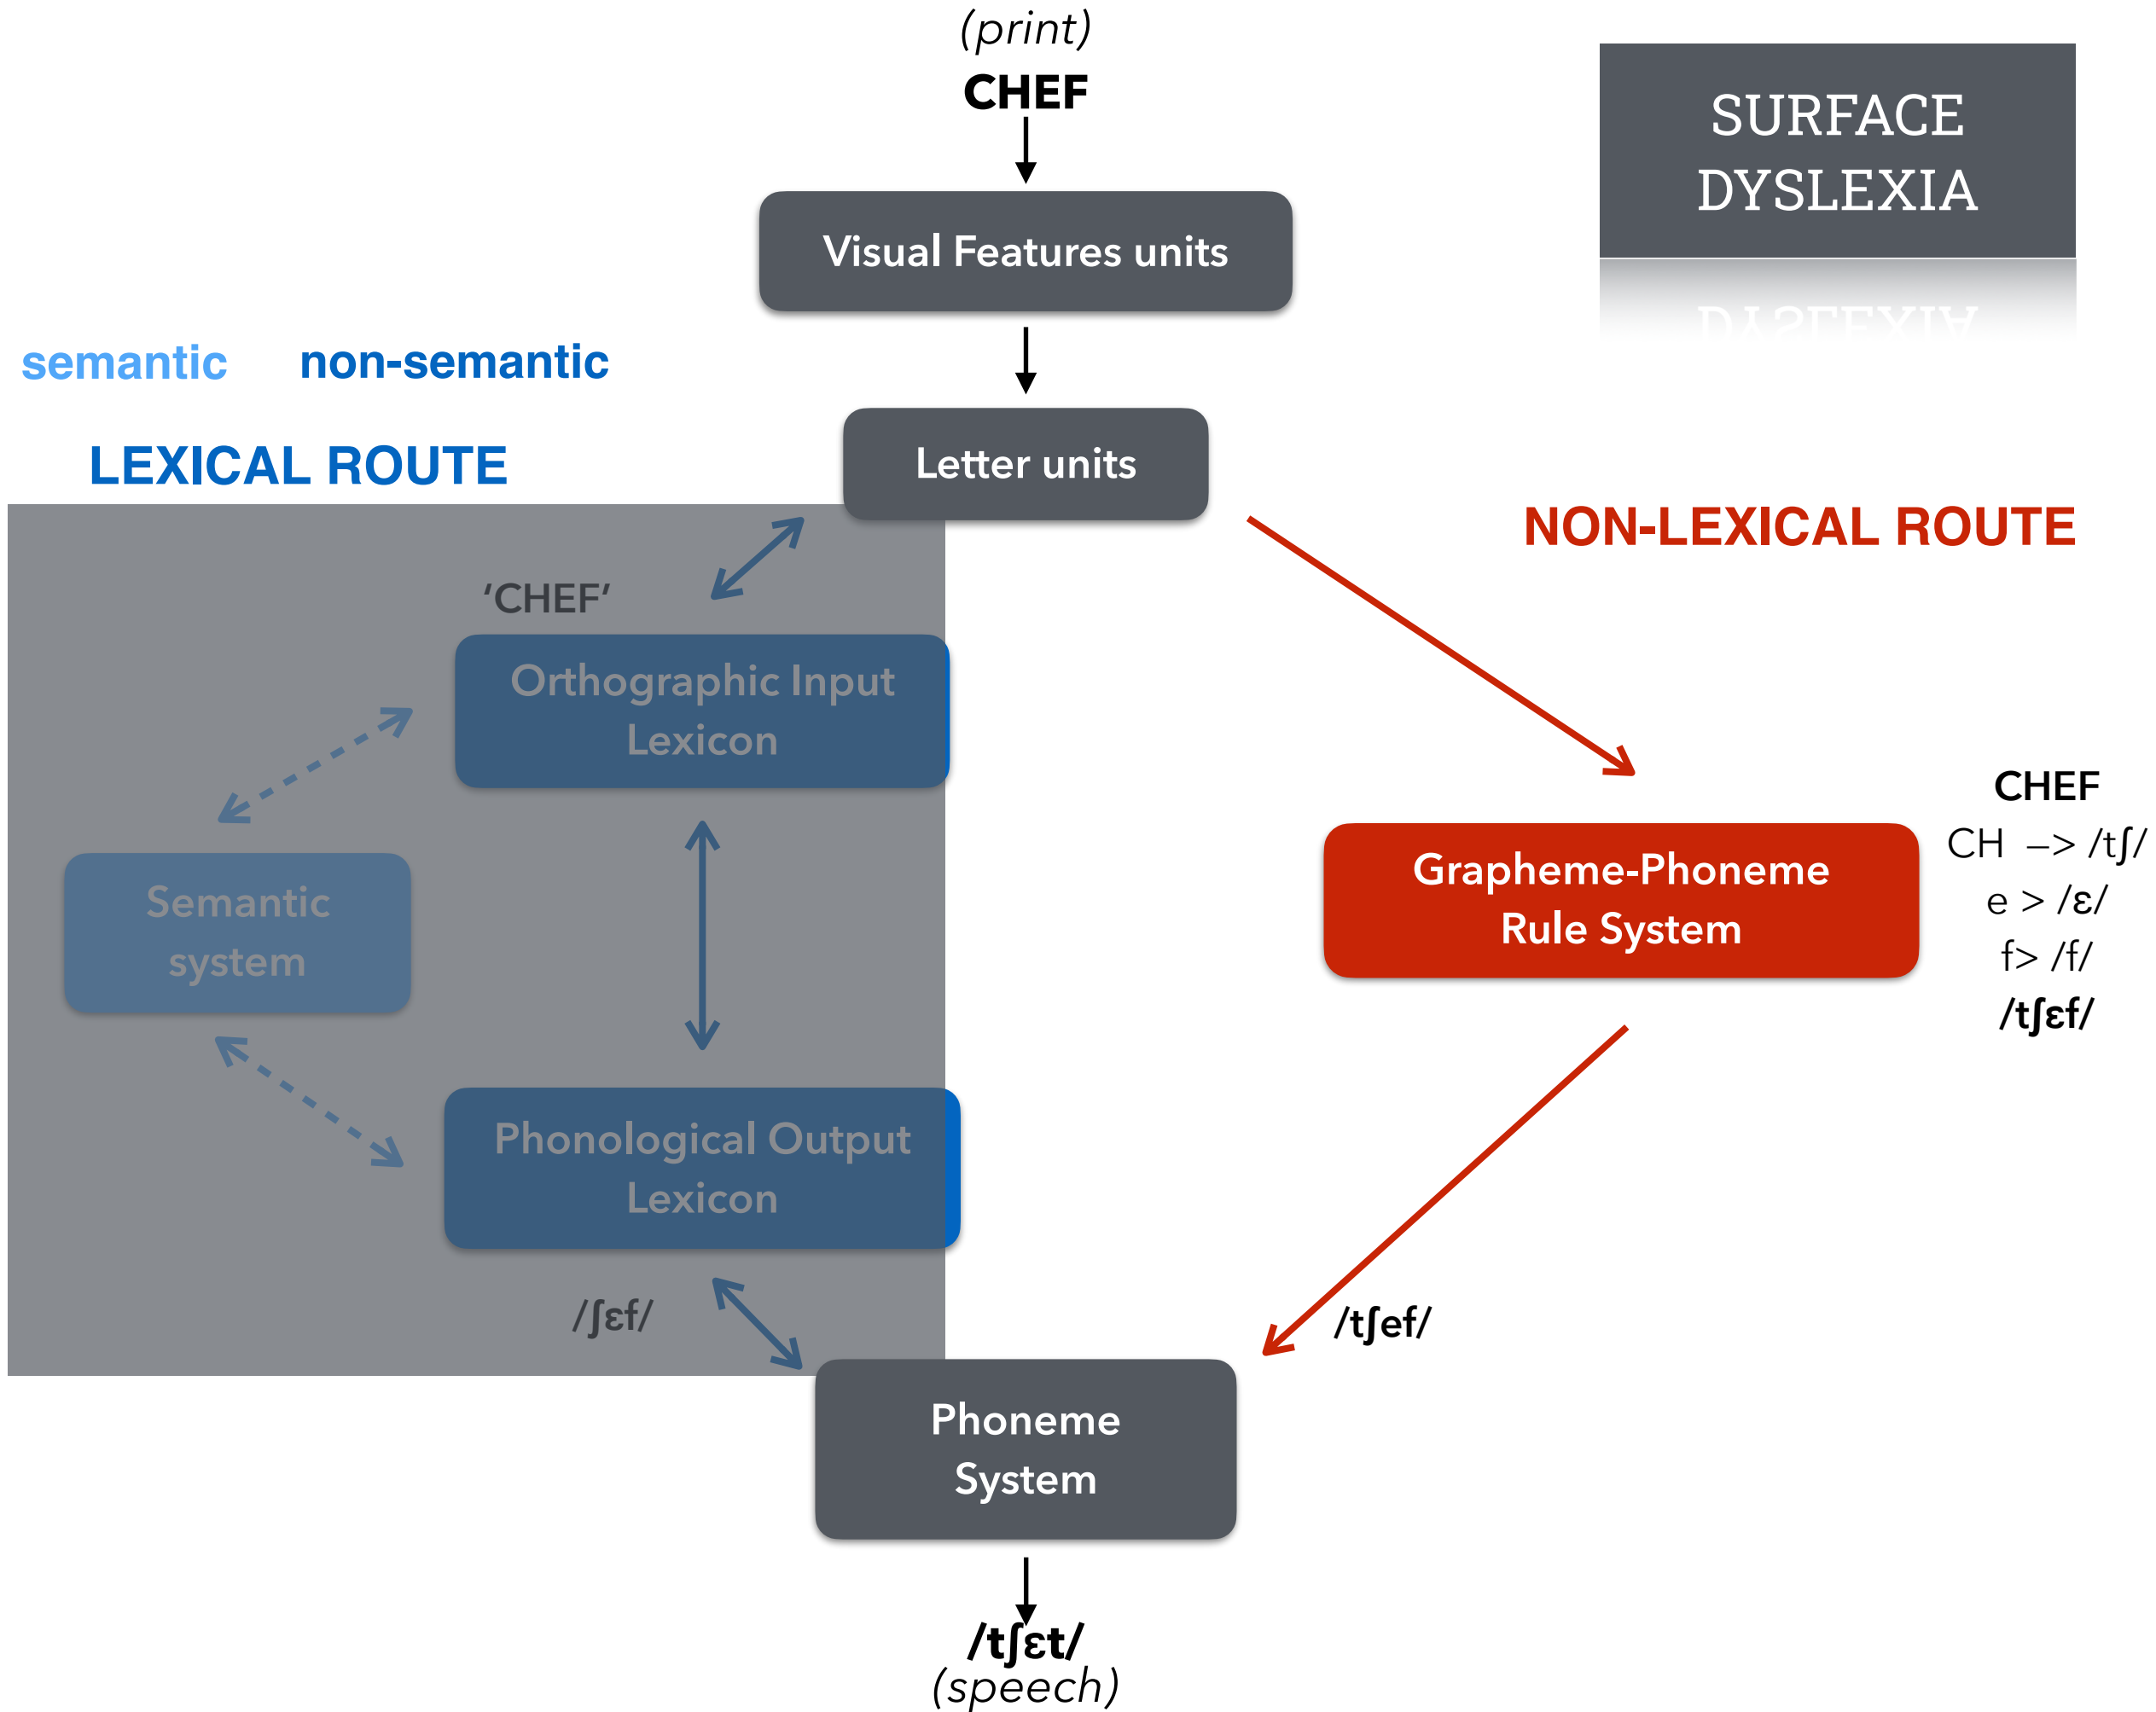 (print)
CHEF
SURFACE
DYSLEXIA
Visual Features units
semantic
non-semantic
LEXICAL ROUTE
Letter units
NON-LEXICAL ROUTE
‘CHEF’
Orthographic Input
Lexicon
Semantic
system
Grapheme-Phoneme
Rule System
CHEF
CH –> /tʃ/
e > /ɛ/
f> /f/
/tʃɛf/
Phonological Output
Lexicon
/ʃɛf/
/tʃef/
Phoneme
System
/tʃɛt/
(speech)